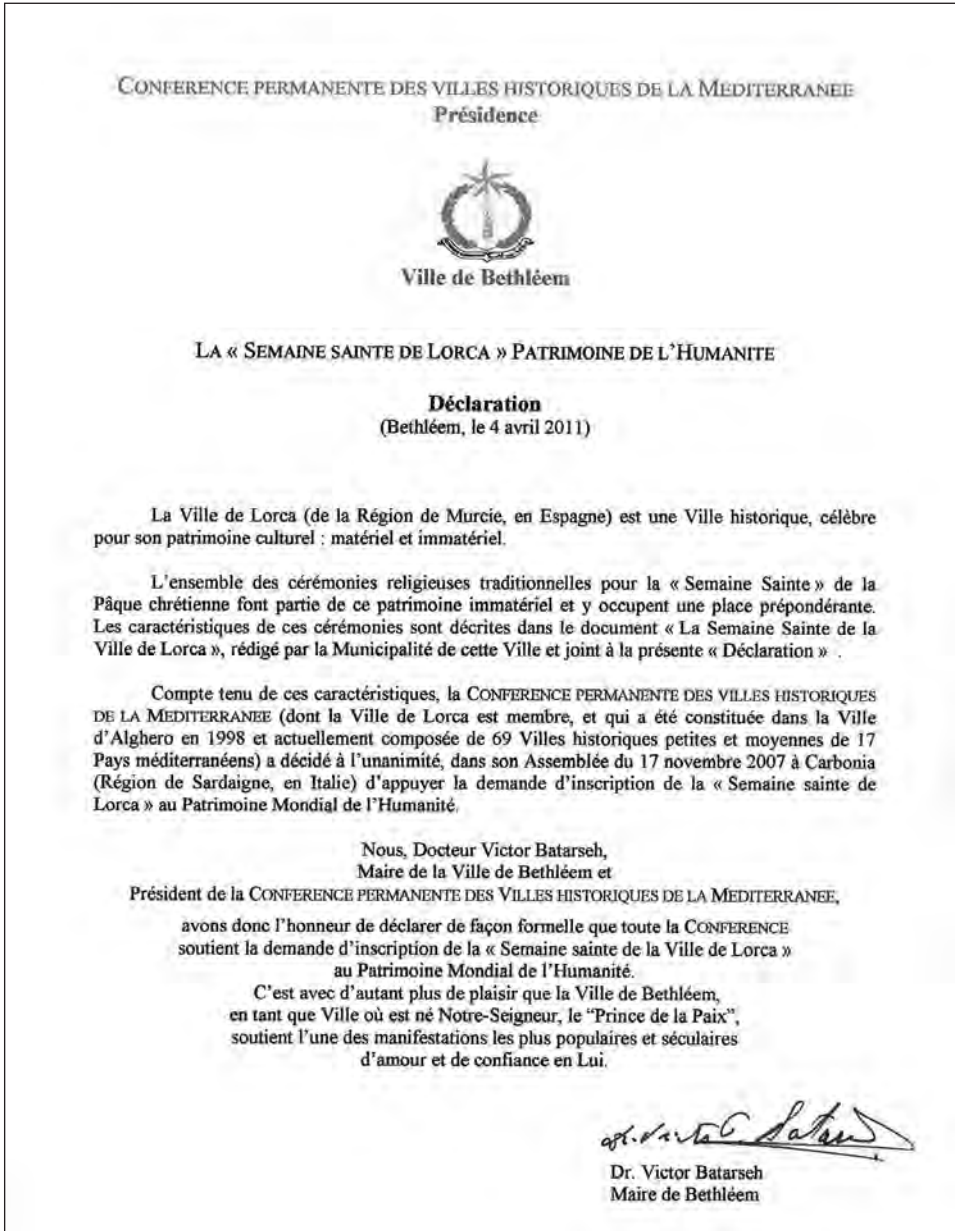 CONFERENCE PERMANENTE DES VILLES HISTORIQUES DE LA MEDITERRANEE
Présidence
Ville de Bethléem
LA « SEMAINE SAINTE DE LORCA » PATRIMOINE DE L'HUMANITE
Déclaration
(Bethléem, le 4 avril 2011)
La Ville de Lorca (de la Région de Murcie, en Espagne) est une Ville historique, célèbre
pour son patrimoine culturel : matériel et immatériel.
L'ensemble des cérémonies religieuses traditionnelles pour la « Semaine Sainte » de la
Pâque chrétienne font partie de ce patrimoine immatériel et y occupent une place prépondérante.
Les caractéristiques de ces cérémonies sont décrites dans le document « La Semaine Sainte de la
Ville de Lorca », rédigé par la Municipalité de cette Ville et joint à la présente « Déclaration » .
Compte tenu de ces caractéristiques, la CONFERENCE PERMANENTE DES VILLES HISTORIQUES
DE LA MEDITERRANEE (dont la Ville de Lorca est membre, et qui a été constituée dans la Ville
d'Alghero en 1998 et actuellement composée de 69 Villes historiques petites et moyennes de 17
Pays méditerranéens) a décidé à l'unanimité, dans son Assemblée du 17 novembre 2007 à Carbonia
(Région de Sardaigne, en Italie) d'appuyer la demande d'inscription de la « Semaine sainte de
Lorca » au Patrimoine Mondial de l'Humanité.
Nous, Docteur Victor Batarseh,
Maire de la Ville de Bethléem et
Président de la CONFERENCE PERMANENTE DES VILLES HISTORIQUES DE LA MEDITERRANEE,
avons donc l'honneur de déclarer de façon formelle que toute la CONFERENCE
soutient la demande d'inscription de la « Semaine sainte de la Ville de Lorca »
au Patrimoine Mondial de l'Humanité.
C'est avec d'autant plus de plaisir que la Ville de Bethléem,
en tant que Ville où est né Notre-Seigneur, le "Prince de la Paix",
soutient l'une des manifestations les plus populaires et séculaires
d'amour et de confiance en Lui.
Dr. Victor Batarseh
Maire de Bethléem